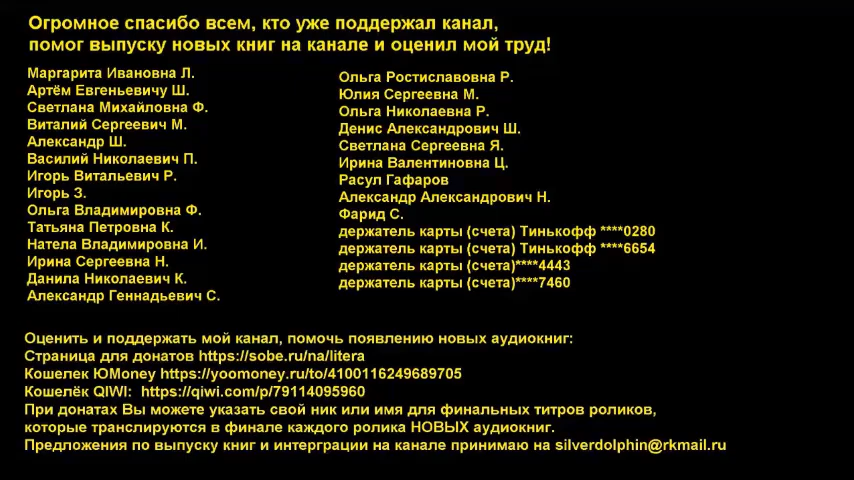 Огромное спасибо всем, кто уже поддержал канал,
помог выпуску новых книг на канале и оценил мой труд!
Маргарита Ивановна Л.
Артём Евгеньевичу Ш.
Светлана Михайловна Ф.
Виталий Сергеевич М.
Александр Ш.
Василий Николаевич П.
Игорь Витальевич Р.
Игорь З.
Ольга Владимировна Ф.
Татьяна Петровна К.
Натела Владимировна И.
Ирина Сергеевна Н.
Данила Николаевич К.
Александр Геннадьевич С.
Ольга Ростиславовна Р.
Юлия Сергеевна М.
Ольга Николаевна Р.
Денис Александрович Ш.
Светлана Сергеевна Я.
Ирина Валентиновна Ц.
Расул Гафаров
Александр Александрович Н.
Фарид С.
держатель карты (счета) Тинькофф ****0280
держатель карты (счета) Тинькофф ****6654
держатель карты (счета)****4443
держатель карты (счета)****7460
Оценить и поддержать мой канал, помочь появлению новых аудиокниг:
Страница для донатов https://sobe.ru/na/litera
Кошелек ЮMoney https://yoomoney.ru/to/4100116249689705
Кошелёк QIWI: https://qiwi.com/p/79114095960
При донатах Вы можете указать свой ник или имя для финальных титров роликов,
которые транслируются в финале каждого ролика НОВЫХ аудиокниг.
Предложения по выпуску книг и интерграции на канале принимаю на silverdolphin@rkmail.ru